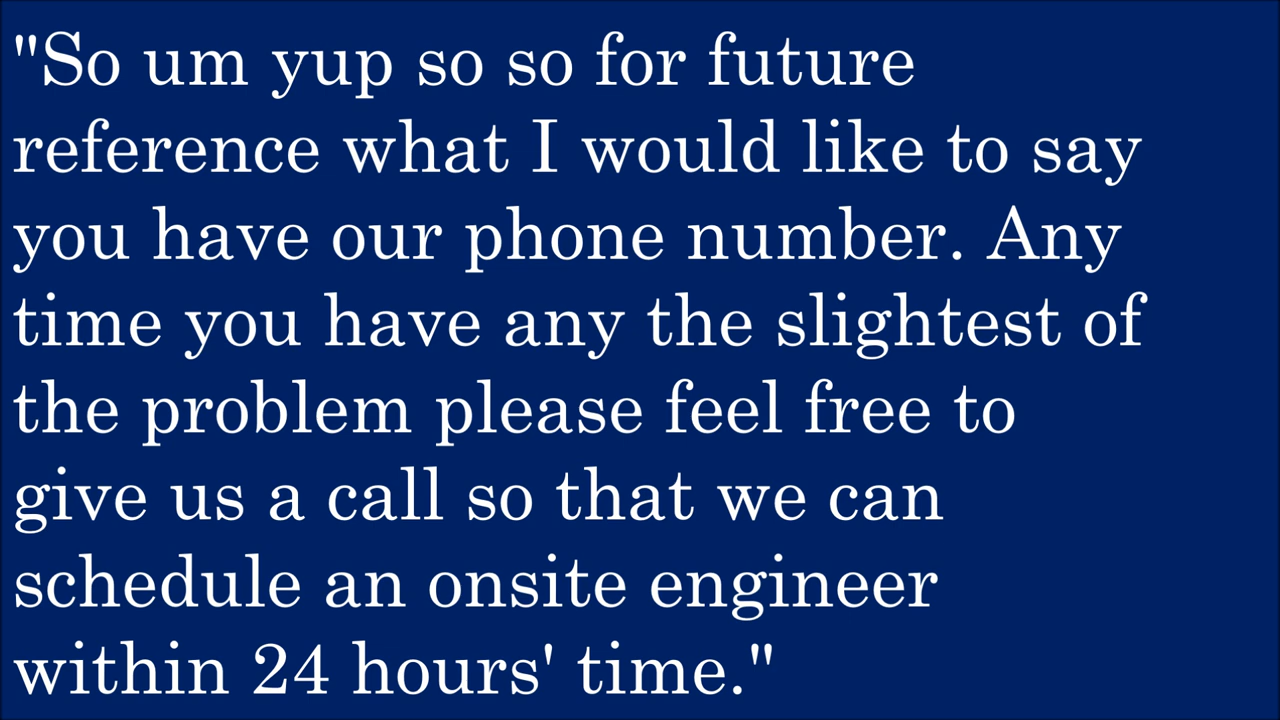 "So um yup so so for future
reference what I would like to say
you have our phone number. Any
time you have any the slightest of
the problem please feel free to
give us a call so that we can
schedule an onsite engineer
within 24 hours' time."